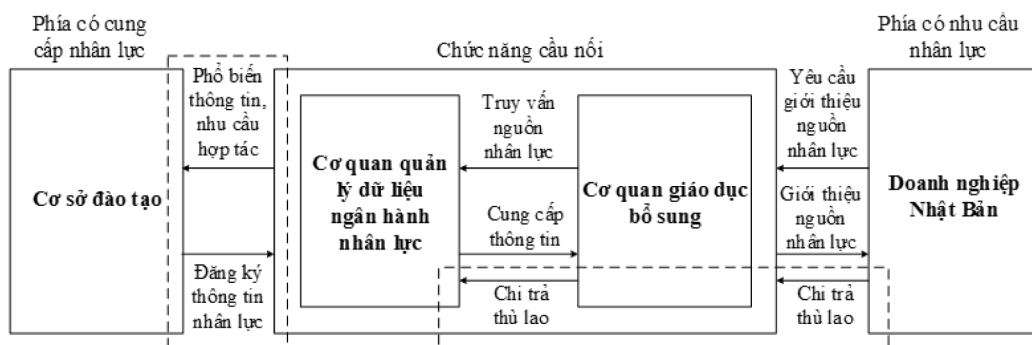 Phía có cung
cấp nhân lực
Chức năng cầu nối
Phía có nhu cầu
nhân lực
Cơ sở đào tạo
Phổ biến
thông tin,
nhu cầu
hợp tác
Đăng ký
thông tin
nhân lực
Cơ quan quản
lý dữ liệu
ngân hành
nhân lực
Truy vấn
nguồn
nhân lực
Cung cấp
thông tin
Chi trả
thù lao
Cơ quan giáo dục
bổ sung
Yêu cầu
giới thiệu
nguồn
nhân lực
Giới thiệu
nguồn
nhân lực
Chi trả
thù lao
Doanh nghiệp
Nhật Bản